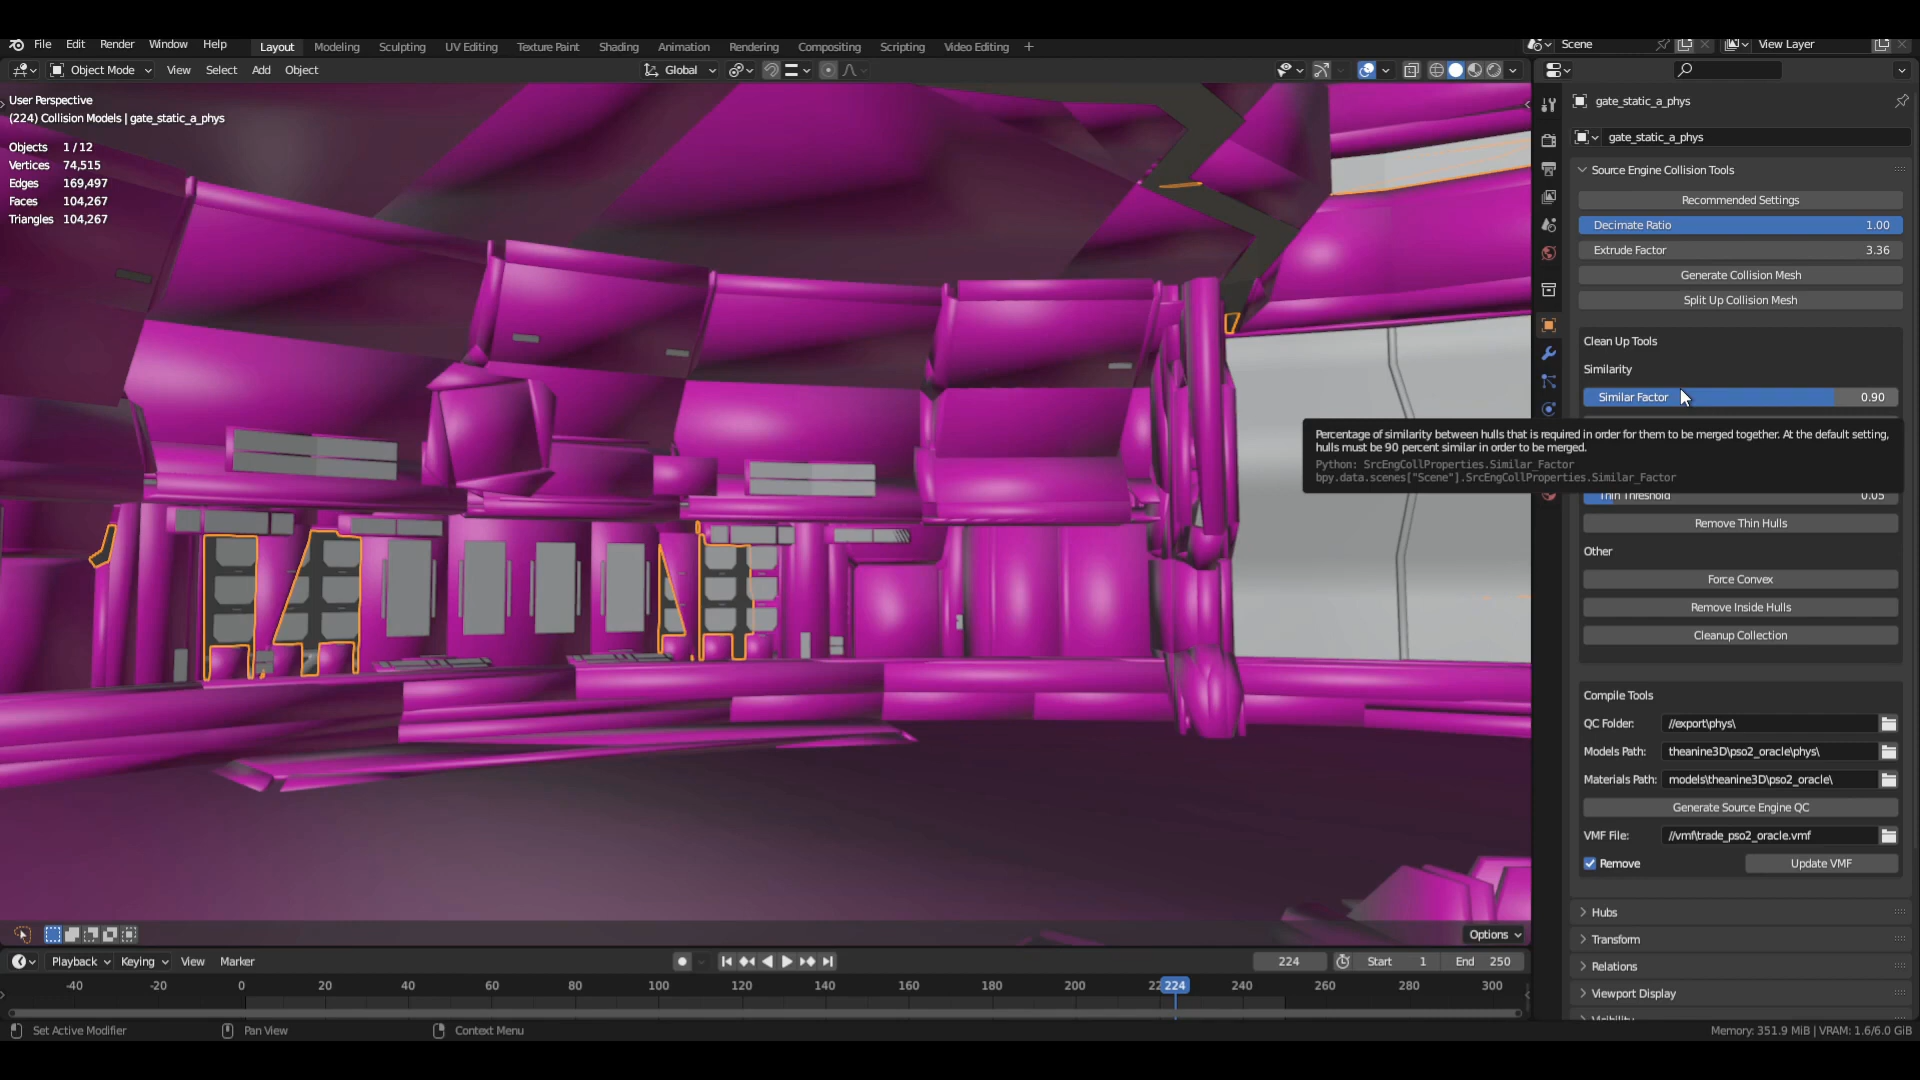 File Edit Render Window Help
Layout Modeling Sculpting UV Editing Texture Paint Shading Animation Rendering Compositing Scripting Video Editing +
Scene
View Layer
Object Mode View Select Add Object
Global
User Perspective
(224) Collision Models | gate_static_a_phys
Objects 1 / 12
Vertices 74,515
Edges 169,497
Faces 104,267
Triangles 104,267
gate_static_a_phys
gate_static_a_phys
Source Engine Collision Tools
Recommended Settings
Decimate Ratio 1.00
Extrude Factor 3.36
Generate Collision Mesh
Split Up Collision Mesh
Clean Up Tools
Similarity
Similar Factor 0.90
Percentage of similarity between hulls that is required in order for them to be merged together. At the default setting,
hulls must be 90 percent similar in order to be merged.
Python: SrcEngCollProperties.Similar_Factor
bpy.data.scenes["Scene"].SrcEngCollProperties.Similar_Factor
Thin Threshold 0.05
Remove Thin Hulls
Other
Force Convex
Remove Inside Hulls
Cleanup Collection
Compile Tools
QC Folder: //export\phys\
Models Path: theanine3D\pso2_oracle\phys\
Materials Path: models\theanine3D\pso2_oracle\
Generate Source Engine QC
VMF File: //vmf\trade_pso2_oracle.vmf
Remove Update VMF
Hubs
Transform
Relations
Viewport Display
Options
Playback Keying View Marker
224 Start 1 End 250
-40 -20 0 20 40 60 80 100 120 140 160 180 200 22 224 240 260 280 300
Set Active Modifier Pan View Context Menu
Memory: 351.9 MiB | VRAM: 1.6/6.0 GiB